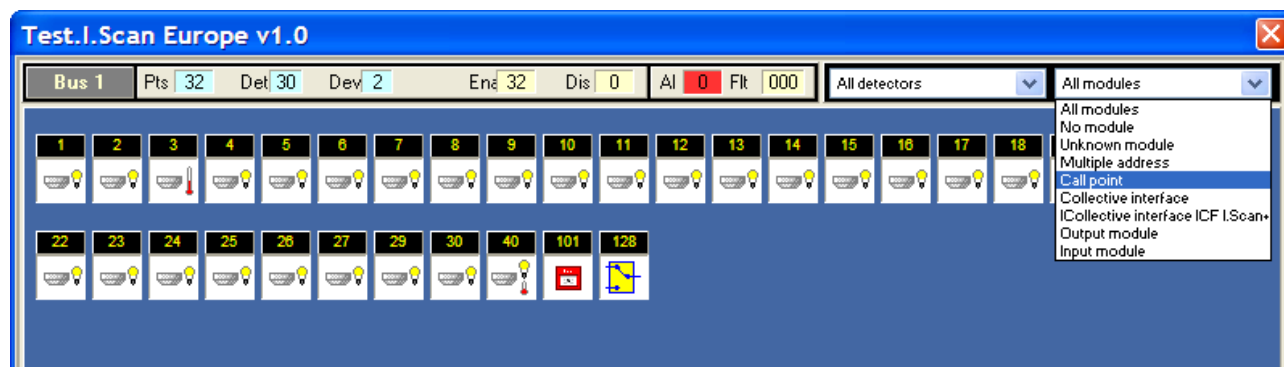 Test.I.Scan Europe v1.0
Bus 1 Pts 32 Det 30 Dev 2 Ena 32 Dis 0 Al 0 Flt 000 All detectors All modules
All modules
No module
Unknown module
Multiple address
Call point
Collective interface
ICollective interface ICF I.Scan+
Output module
Input module
1 2 3 4 5 6 7 8 9 10 11 12 13 14 15 16 17 18
22 23 24 25 26 27 29 30 40 101 128